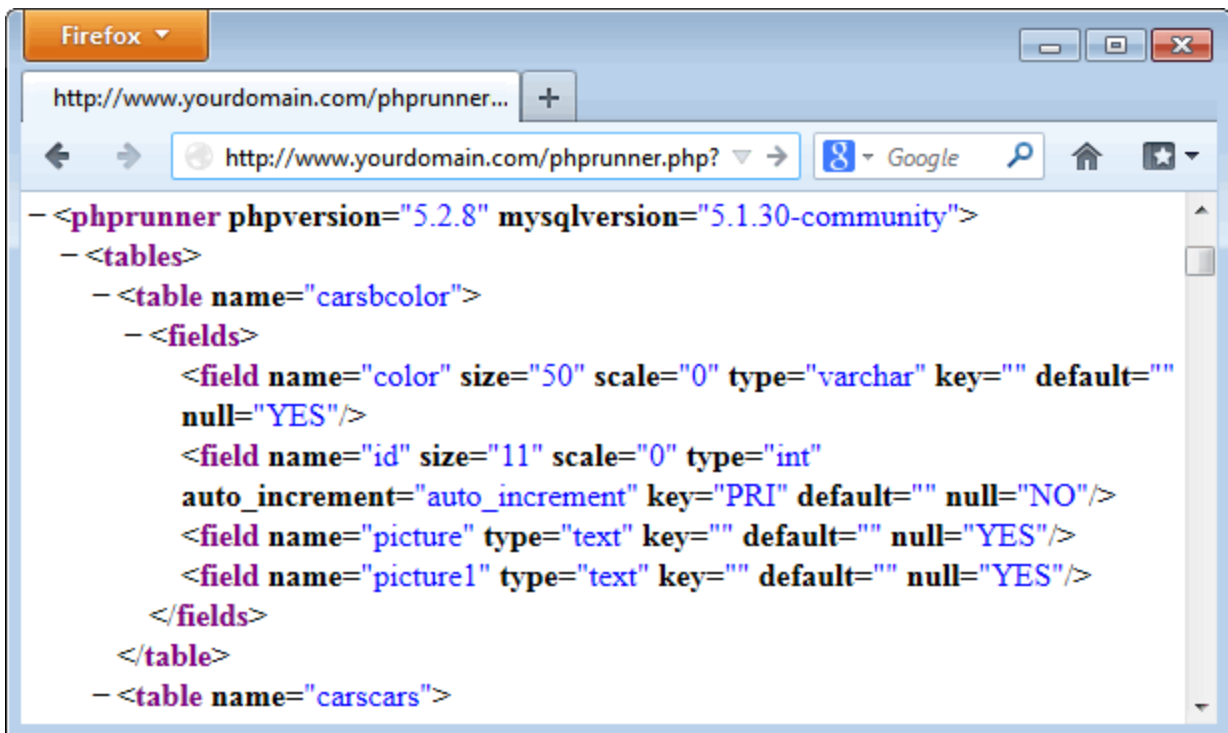 Firefox
http://www.yourdomain.com/phprunner... +
http://www.yourdomain.com/phprunner.php? 8 Google
– <phprunner phpversion="5.2.8" mysqlversion="5.1.30-community">
– <tables>
– <table name="carsbcolor">
– <fields>
<field name="color" size="50" scale="0" type="varchar" key="" default=""
null="YES"/>
<field name="id" size="11" scale="0" type="int"
auto_increment="auto_increment" key="PRI" default="" null="NO"/>
<field name="picture" type="text" key="" default="" null="YES"/>
<field name="picture1" type="text" key="" default="" null="YES"/>
</fields>
</table>
– <table name="carscars">